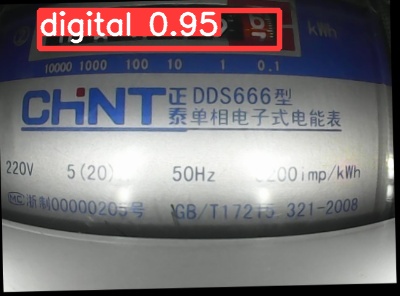 digital 0.95
kWh
10000 1000 100 10 1 0.1
CHNT 正泰
DDS666型
单相电子式电能表
220V 5(20) 50Hz 200imp/kWh
MC 浙制00000205号 GB/T17215.321-2008